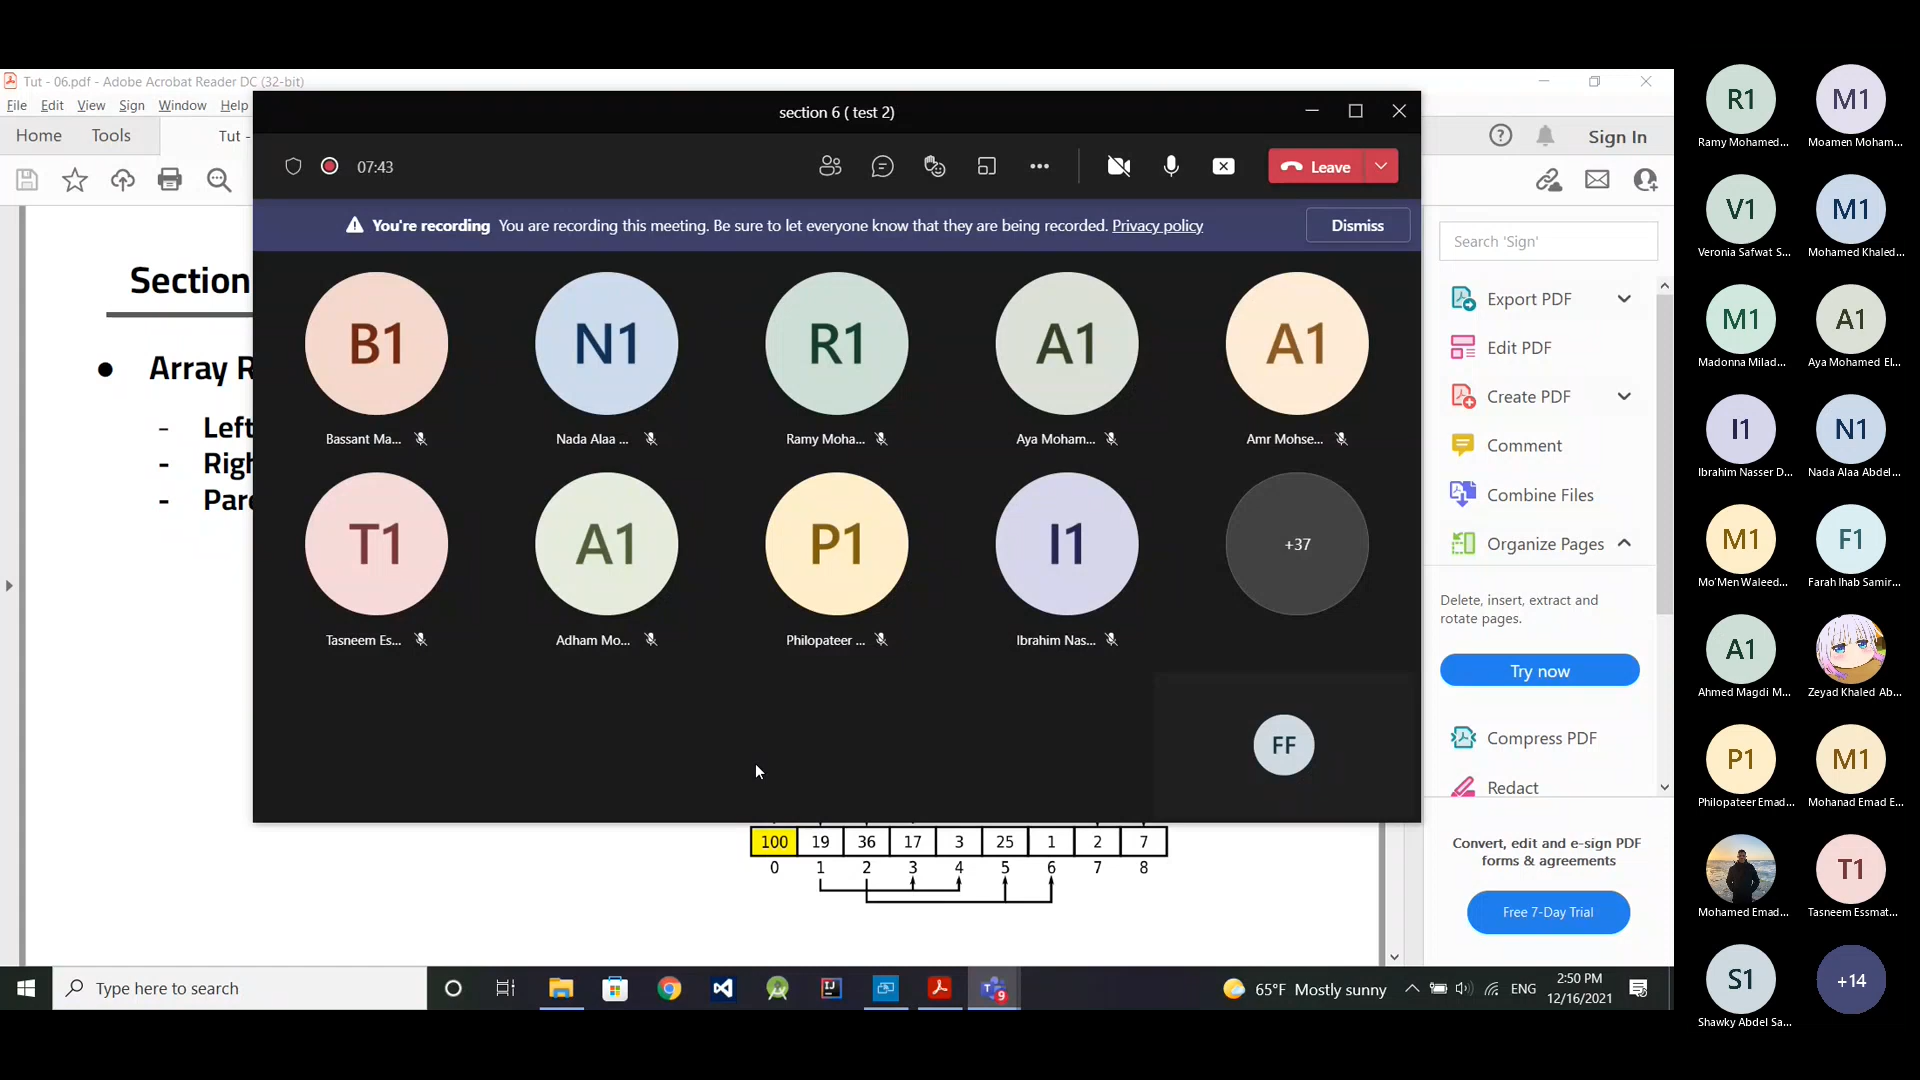 Tut - 06.pdf - Adobe Acrobat Reader DC (32-bit)
File Edit View Sign Window Help
Home Tools Tut -
Sign In
section 6 ( test 2)
07:43
Leave
You're recording You are recording this meeting. Be sure to let everyone know that they are being recorded. Privacy policy
Dismiss
Section
Array R
- Left
- Righ
- Pare
B1 N1 R1 A1 A1
Bassant Ma... Nada Alaa ... Ramy Moha... Aya Moham... Amr Mohse...
T1 A1 P1 I1 +37
Tasneem Es... Adham Mo... Philopateer ... Ibrahim Nas...
FF
100 19 36 17 3 25 1 2 7
0 1 2 3 4 5 6 7 8
Search 'Sign'
Export PDF
Edit PDF
Create PDF
Comment
Combine Files
Organize Pages
Delete, insert, extract and
rotate pages.
Try now
Compress PDF
Redact
Convert, edit and e-sign PDF
forms & agreements
Free 7-Day Trial
Type here to search
9
65°F Mostly sunny
ENG
2:50 PM
12/16/2021
R1 M1
Ramy Mohamed... Moamen Moham...
V1 M1
Veronia Safwat S... Mohamed Khaled...
M1 A1
Madonna Milad... Aya Mohamed El...
I1 N1
Ibrahim Nasser D... Nada Alaa Abdel...
M1 F1
Mo'Men Waleed... Farah Ihab Samir...
A1
Ahmed Magdi M... Zeyad Khaled Ab...
P1 M1
Philopateer Emad... Mohanad Emad E...
T1
Mohamed Emad... Tasneem Essmat...
S1 +14
Shawky Abdel Sa...